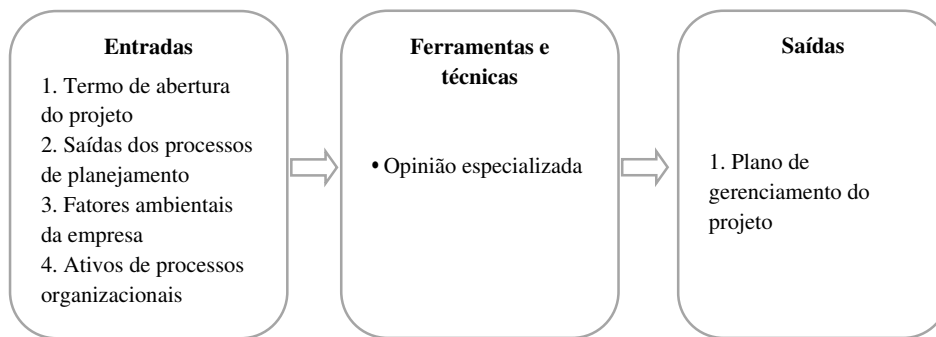 Entradas
1. Termo de abertura
do projeto
2. Saídas dos processos
de planejamento
3. Fatores ambientais
da empresa
4. Ativos de processos
organizacionais
Ferramentas e
técnicas
• Opinião especializada
Saídas
1. Plano de
gerenciamento do
projeto